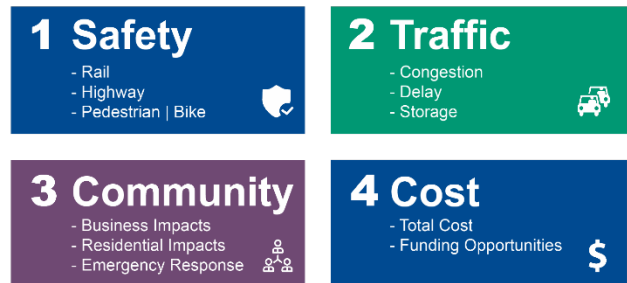 1 Safety
- Rail
- Highway
- Pedestrian | Bike
2 Traffic
- Congestion
- Delay
- Storage
3 Community
- Business Impacts
- Residential Impacts
- Emergency Response
4 Cost
- Total Cost
- Funding Opportunities
$